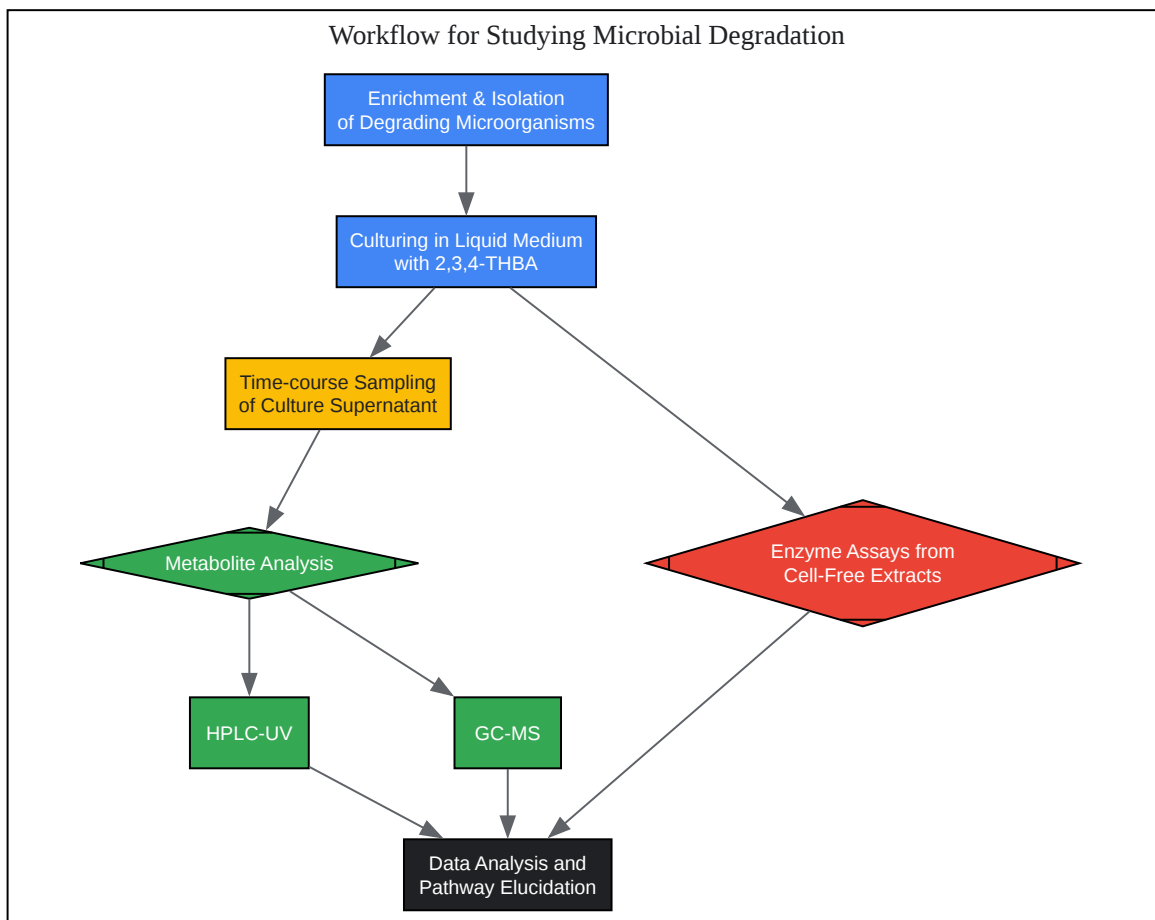 Workflow for Studying Microbial Degradation
Enrichment & Isolation
of Degrading Microorganisms
Culturing in Liquid Medium
with 2,3,4-THBA
Time-course Sampling
of Culture Supernatant
Metabolite Analysis
Enzyme Assays from
Cell-Free Extracts
HPLC-UV
GC-MS
Data Analysis and
Pathway Elucidation